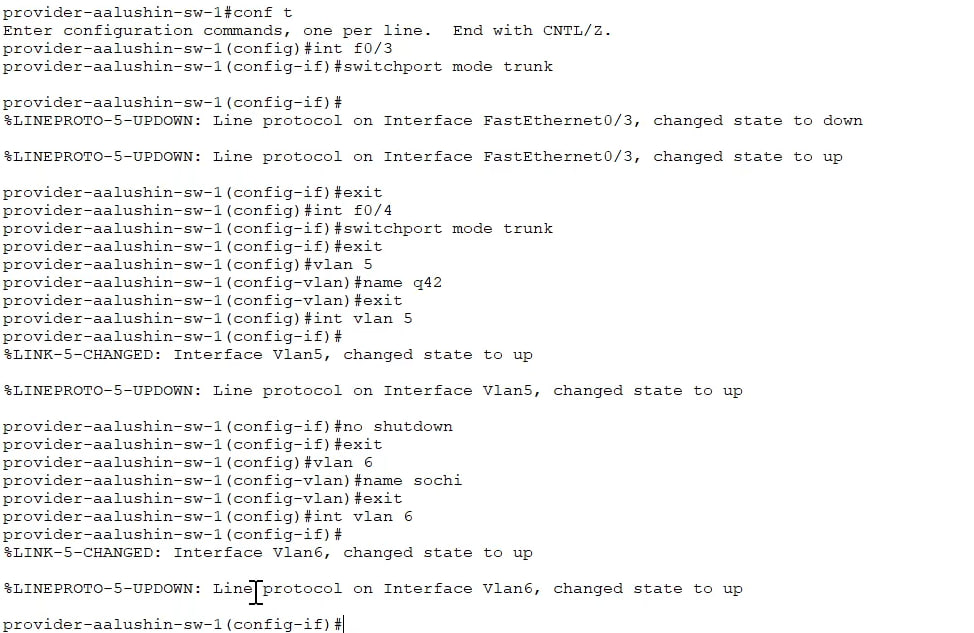 provider-aalushin-sw-1#conf t
Enter configuration commands, one per line.  End with CNTL/Z.
provider-aalushin-sw-1(config)#int f0/3
provider-aalushin-sw-1(config-if)#switchport mode trunk
provider-aalushin-sw-1(config-if)#
%LINEPROTO-5-UPDOWN: Line protocol on Interface FastEthernet0/3, changed state to down
%LINEPROTO-5-UPDOWN: Line protocol on Interface FastEthernet0/3, changed state to up
provider-aalushin-sw-1(config-if)#exit
provider-aalushin-sw-1(config)#int f0/4
provider-aalushin-sw-1(config-if)#switchport mode trunk
provider-aalushin-sw-1(config-if)#exit
provider-aalushin-sw-1(config)#vlan 5
provider-aalushin-sw-1(config-vlan)#name q42
provider-aalushin-sw-1(config-vlan)#exit
provider-aalushin-sw-1(config)#int vlan 5
provider-aalushin-sw-1(config-if)#
%LINK-5-CHANGED: Interface Vlan5, changed state to up
%LINEPROTO-5-UPDOWN: Line protocol on Interface Vlan5, changed state to up
provider-aalushin-sw-1(config-if)#no shutdown
provider-aalushin-sw-1(config-if)#exit
provider-aalushin-sw-1(config)#vlan 6
provider-aalushin-sw-1(config-vlan)#name sochi
provider-aalushin-sw-1(config-vlan)#exit
provider-aalushin-sw-1(config)#int vlan 6
provider-aalushin-sw-1(config-if)#
%LINK-5-CHANGED: Interface Vlan6, changed state to up
%LINEPROTO-5-UPDOWN: Line protocol on Interface Vlan6, changed state to up
provider-aalushin-sw-1(config-if)#